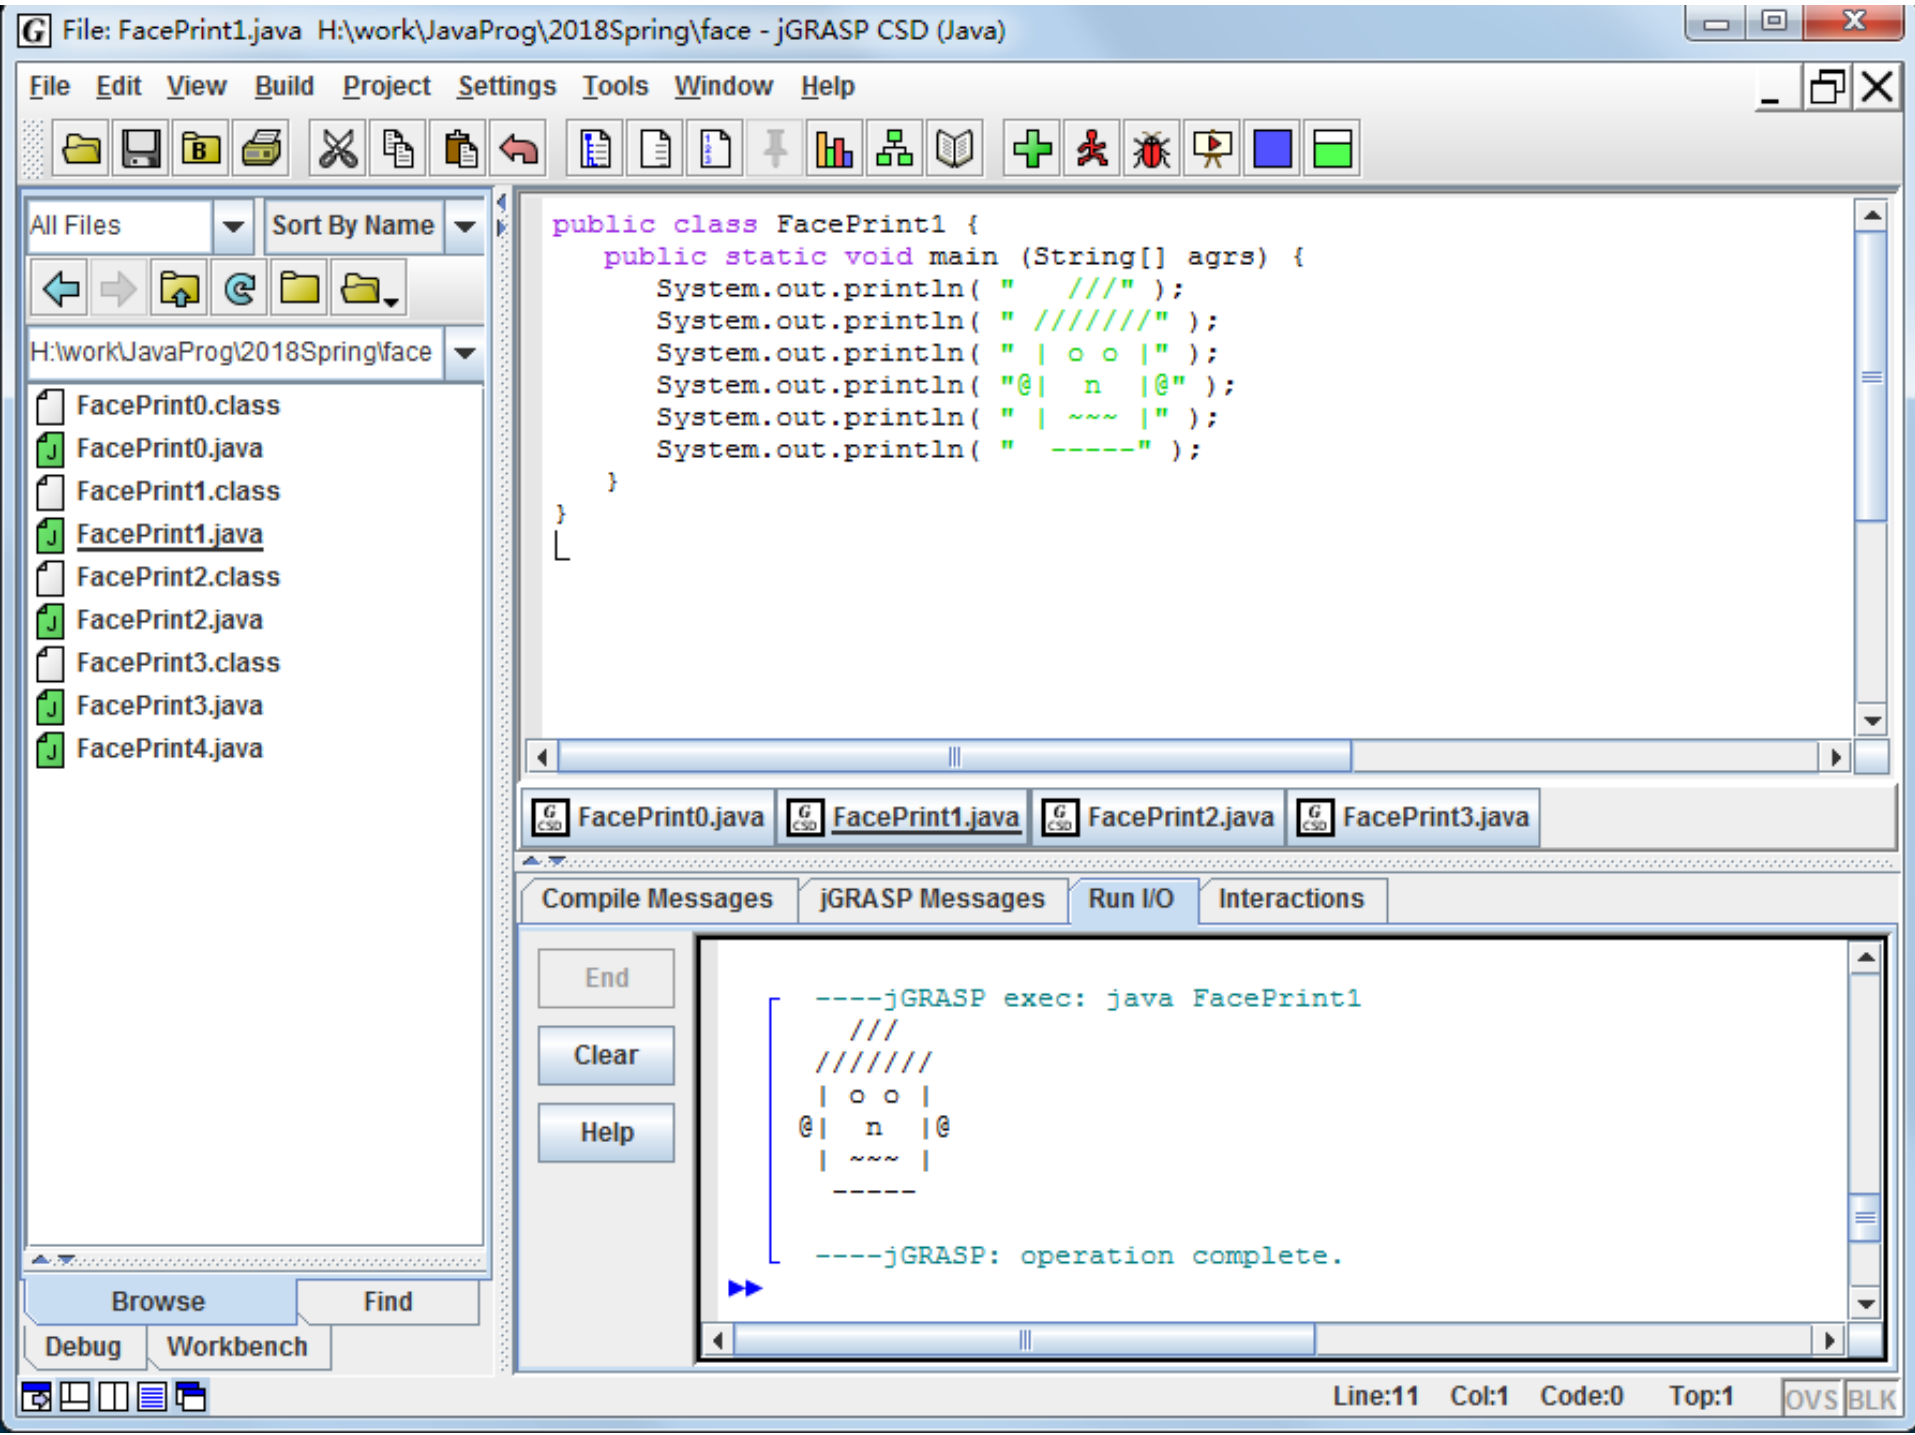 G File: FacePrint1.java  H:\work\JavaProg\2018Spring\face - jGRASP CSD (Java)
File Edit View Build Project Settings Tools Window Help
All Files Sort By Name
H:\work\JavaProg\2018Spring\face
FacePrint0.class
FacePrint0.java
FacePrint1.class
FacePrint1.java
FacePrint2.class
FacePrint2.java
FacePrint3.class
FacePrint3.java
FacePrint4.java
Browse Find
Debug Workbench
public class FacePrint1 {
   public static void main (String[] agrs) {
      System.out.println( "   ///" );
      System.out.println( " ///////" );
      System.out.println( " | o o |" );
      System.out.println( "@|  n  |@" );
      System.out.println( " | ~~~ |" );
      System.out.println( "  -----" );
   }
}
FacePrint0.java FacePrint1.java FacePrint2.java FacePrint3.java
Compile Messages jGRASP Messages Run I/O Interactions
End
Clear
Help
 ----jGRASP exec: java FacePrint1
   ///
 ///////
 | o o |
@|  n  |@
 | ~~~ |
  -----
 ----jGRASP: operation complete.
Line:11 Col:1 Code:0 Top:1 OVS BLK